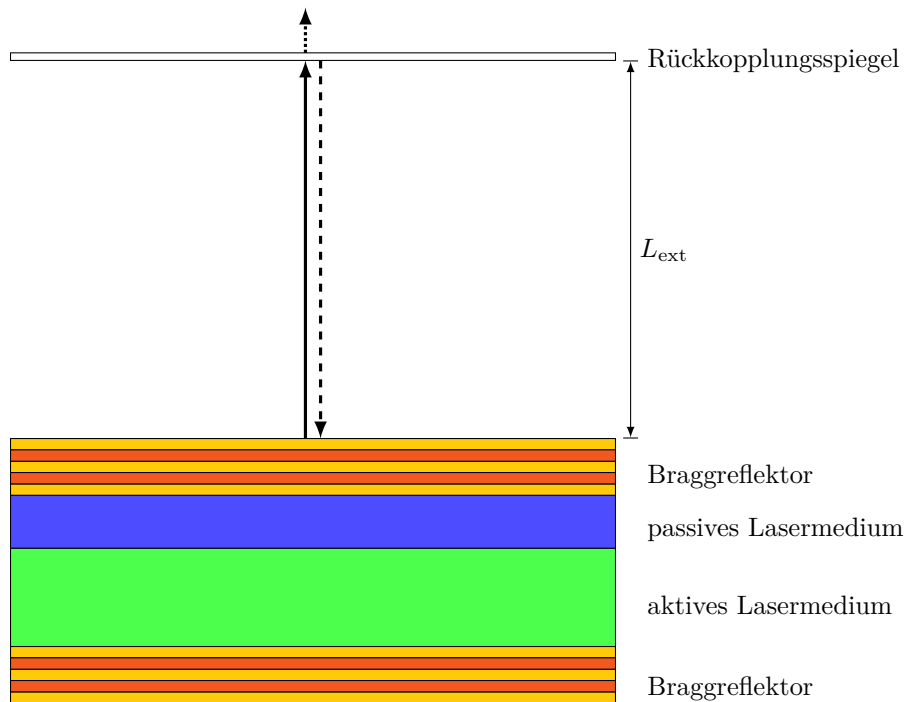 Rückkopplungsspiegel
L_ext
Braggreflektor
passives Lasermedium
aktives Lasermedium
Braggreflektor